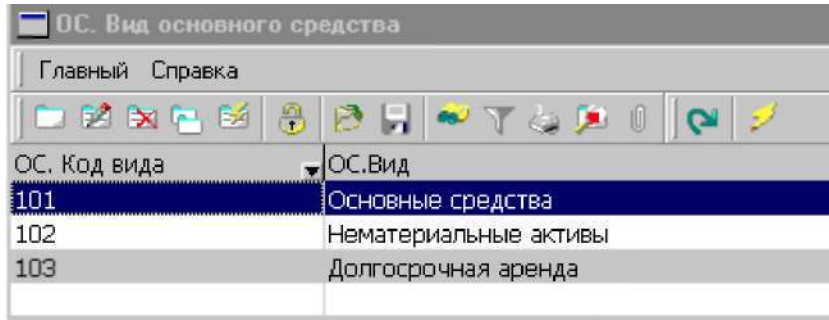 ОС. Вид основного средства
Главный Справка
ОС. Код вида ОС.Вид
101 Основные средства
102 Нематериальные активы
103 Долгосрочная аренда